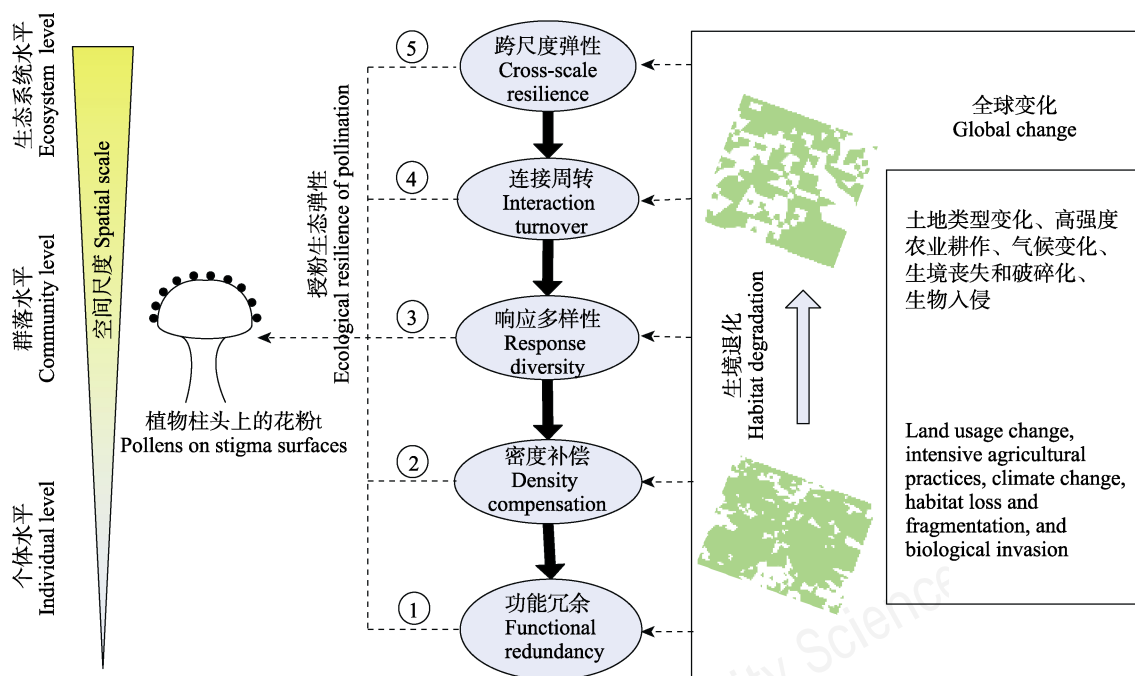 生态系统水平
Ecosystem level
群落水平
Community level
个体水平
Individual level
空间尺度 Spatial scale
植物柱头上的花粉t
Pollens on stigma surfaces
授粉生态弹性
Ecological resilience of pollination
⑤
跨尺度弹性
Cross-scale
resilience
④
连接周转
Interaction
turnover
③
响应多样性
Response
diversity
②
密度补偿
Density
compensation
①
功能冗余
Functional
redundancy
生境退化
Habitat degradation
全球变化
Global change
土地类型变化、高强度
农业耕作、气候变化、
生境丧失和破碎化、
生物入侵
Land usage change,
intensive agricultural
practices, climate change,
habitat loss and
fragmentation, and
biological invasion